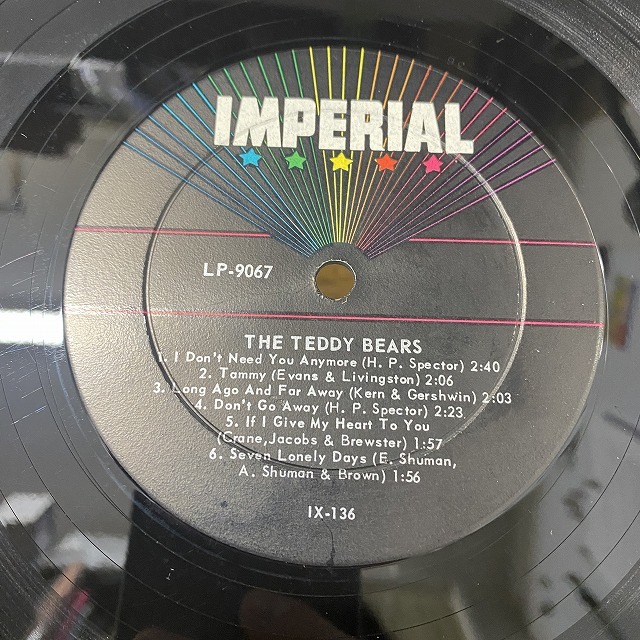 IMPERIAL
LP-9067
THE TEDDY BEARS
1. I Don't Need You Anymore (H. P. Spector) 2:40
2. Tammy (Evans & Livingston) 2:06
3. Long Ago And Far Away (Kern & Gershwin) 2:03
4. Don't Go Away (H. P. Spector) 2:23
5. If I Give My Heart To You
(Crane, Jacobs & Brewster) 1:57
6. Seven Lonely Days (E. Shuman,
A. Shuman & Brown) 1:56
IX-136